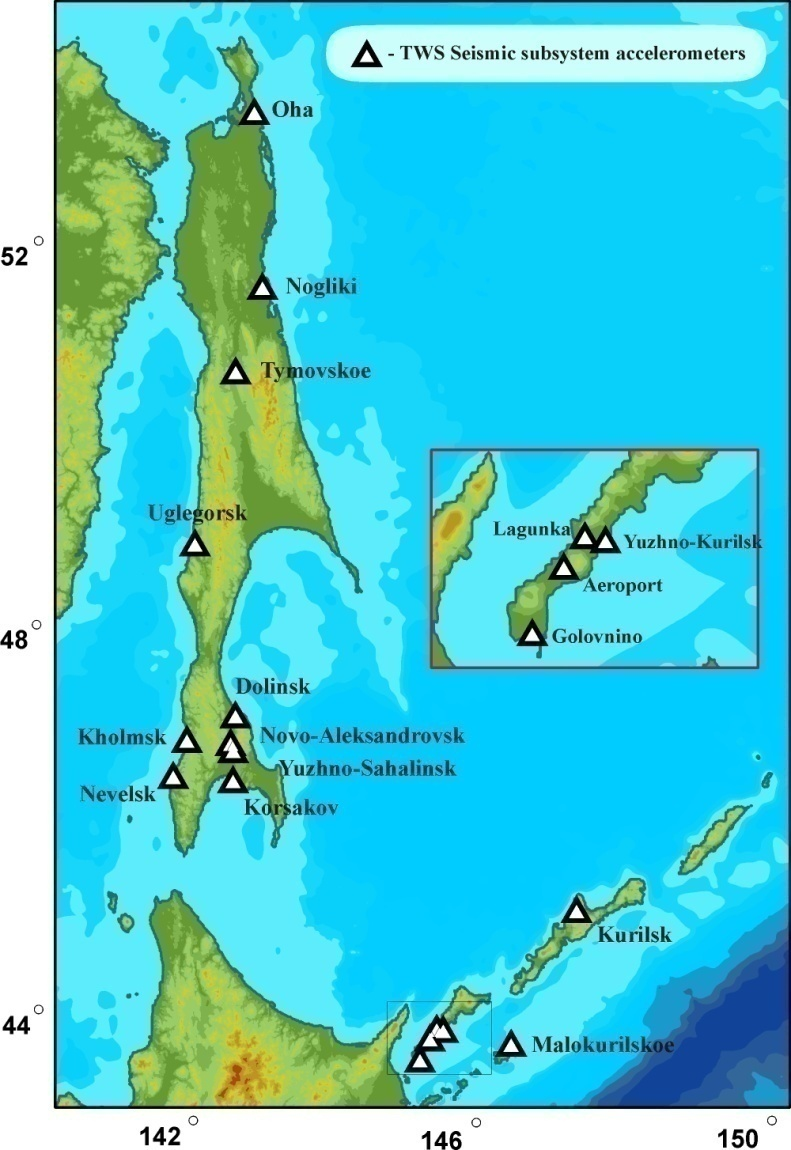 - TWS Seismic subsystem accelerometers
Oha
52°
Nogliki
Tymovskoe
Uglegorsk
Lagunka
Yuzhno-Kurilsk
Aeroport
Golovnino
48°
Dolinsk
Kholmsk
Novo-Aleksandrovsk
Yuzhno-Sahalinsk
Nevelsk
Korsakov
Kurilsk
44°
Malokurilskoe
142° 146° 150°